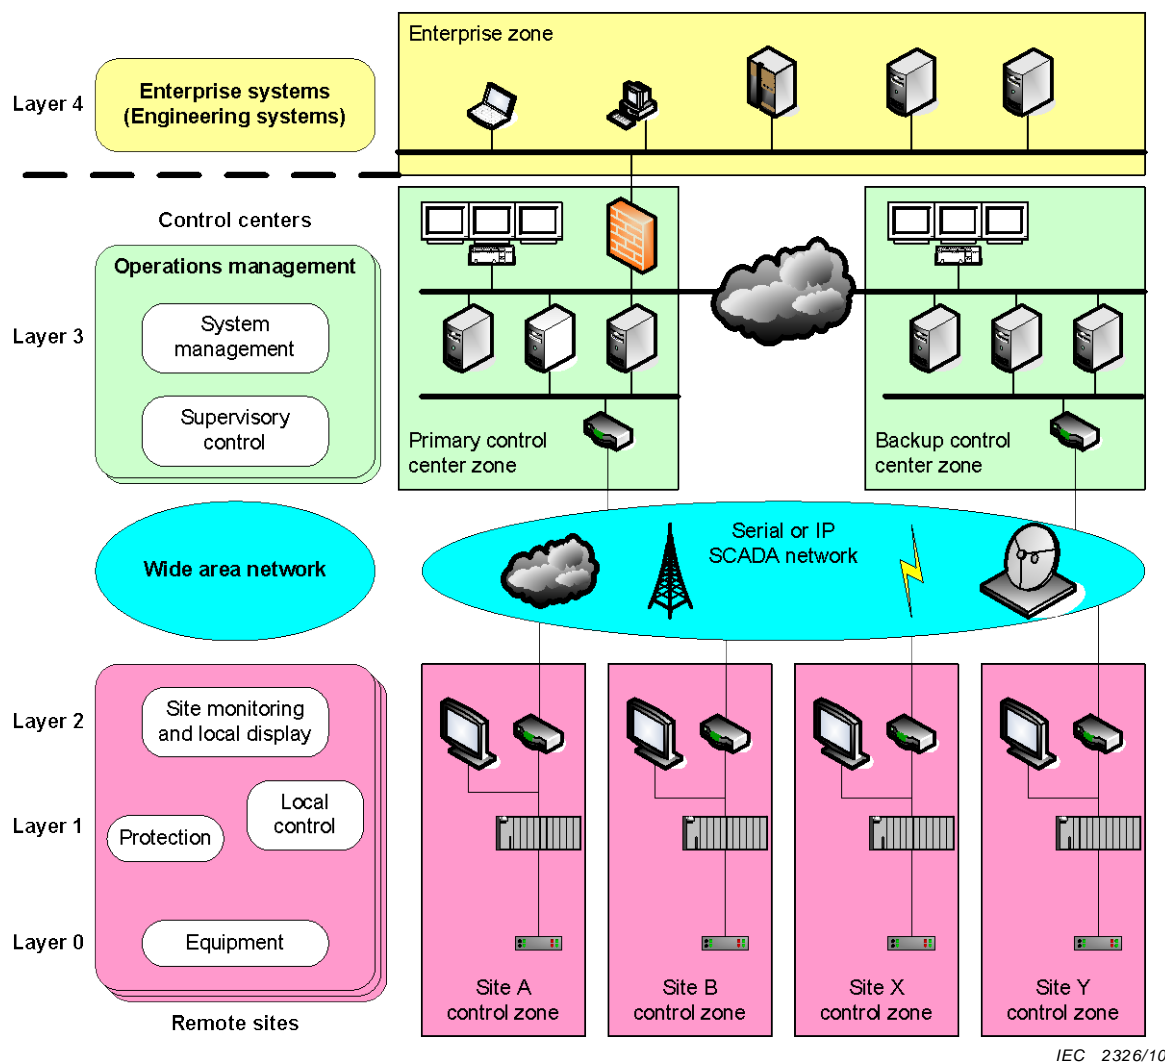 Enterprise zone
Layer 4
Enterprise systems
(Engineering systems)
Control centers
Operations management
Layer 3
System
management
Supervisory
control
Primary control
center zone
Backup control
center zone
Wide area network
Serial or IP
SCADA network
Layer 2
Site monitoring
and local display
Layer 1
Local
control
Protection
Layer 0
Equipment
Remote sites
Site A
control zone
Site B
control zone
Site X
control zone
Site Y
control zone
IEC 2326/10